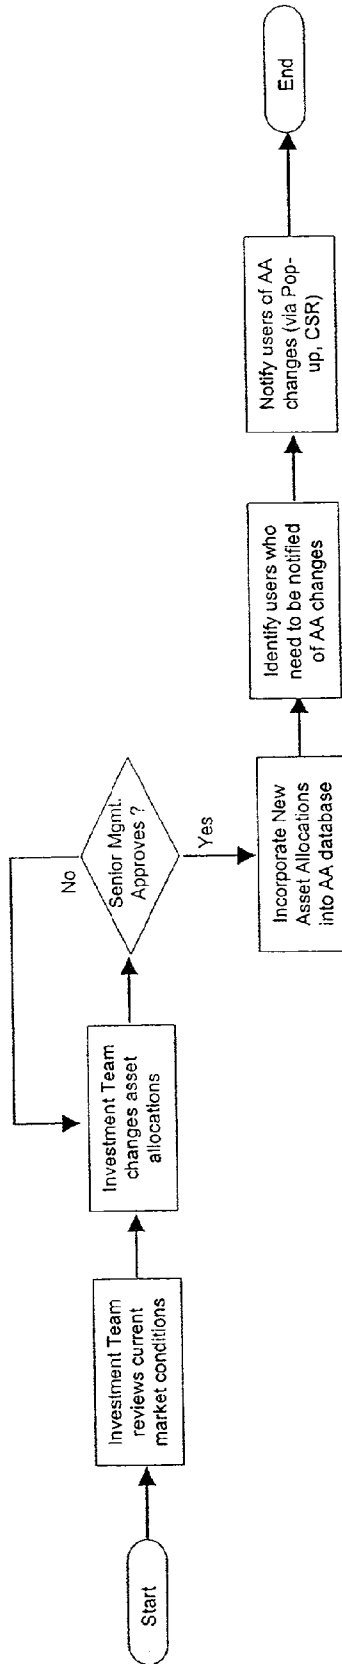 Start
Investment Team
reviews current
market conditions
Investment Team
changes asset
allocations
Senior Mgmt.
Approves ?
No
Yes
Incorporate New
Asset Allocations
into AA database
Identify users who
need to be notified
of AA changes
Notify users of AA
changes (via Pop-
up, CSR)
End